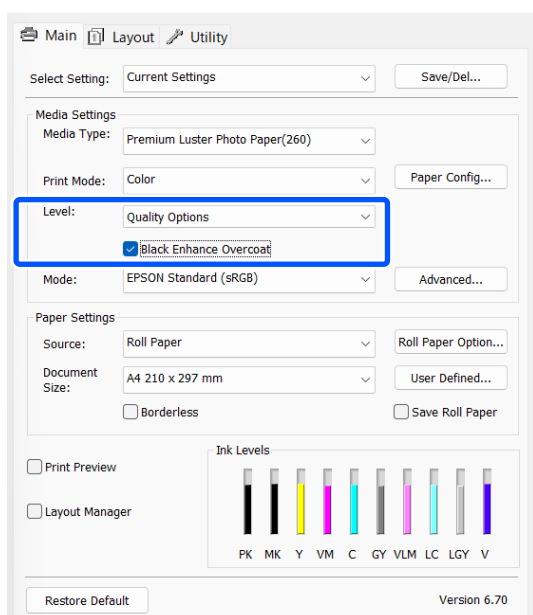 Main Layout Utility
Select Setting: Current Settings Save/Del...
Media Settings
Media Type: Premium Luster Photo Paper(260)
Print Mode: Color Paper Config...
Level: Quality Options
Black Enhance Overcoat
Mode: EPSON Standard (sRGB) Advanced...
Paper Settings
Source: Roll Paper Roll Paper Option...
Document
Size: A4 210 x 297 mm User Defined...
Borderless Save Roll Paper
Ink Levels
Print Preview
Layout Manager
PK MK Y VM C GY VLM LC LGY V
Restore Default Version 6.70